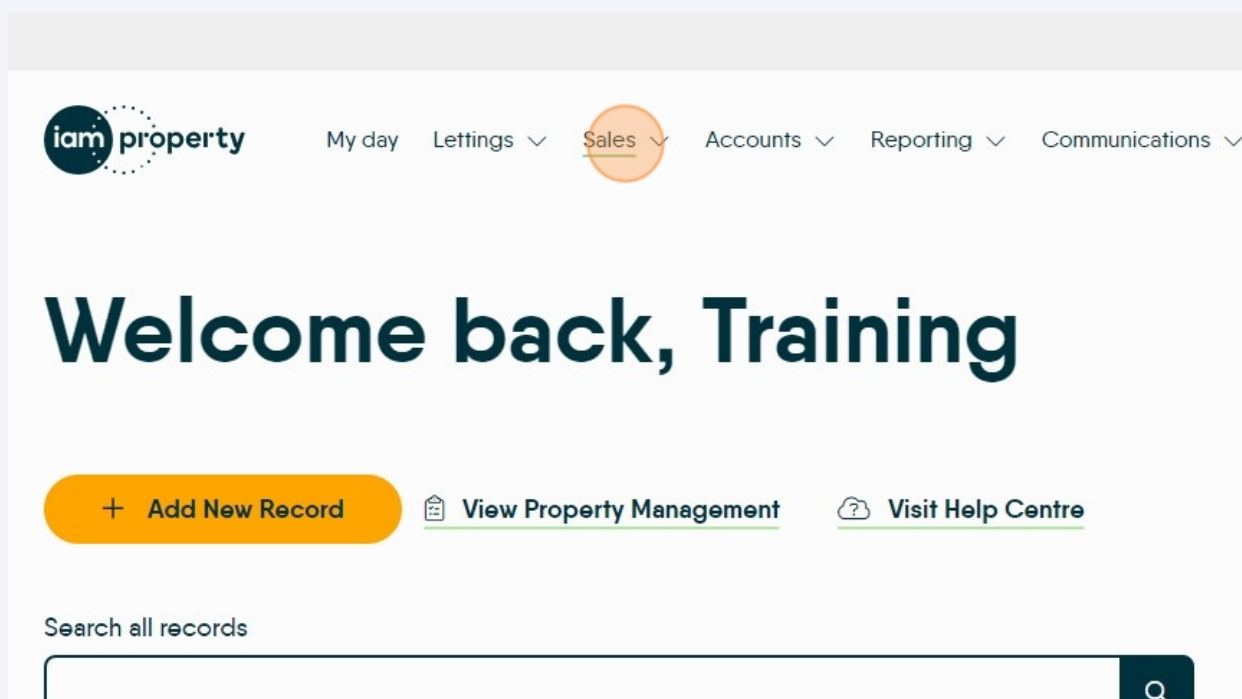 iam property My day Lettings Sales Accounts Reporting Communications
Welcome back, Training
+ Add New Record View Property Management Visit Help Centre
Search all records